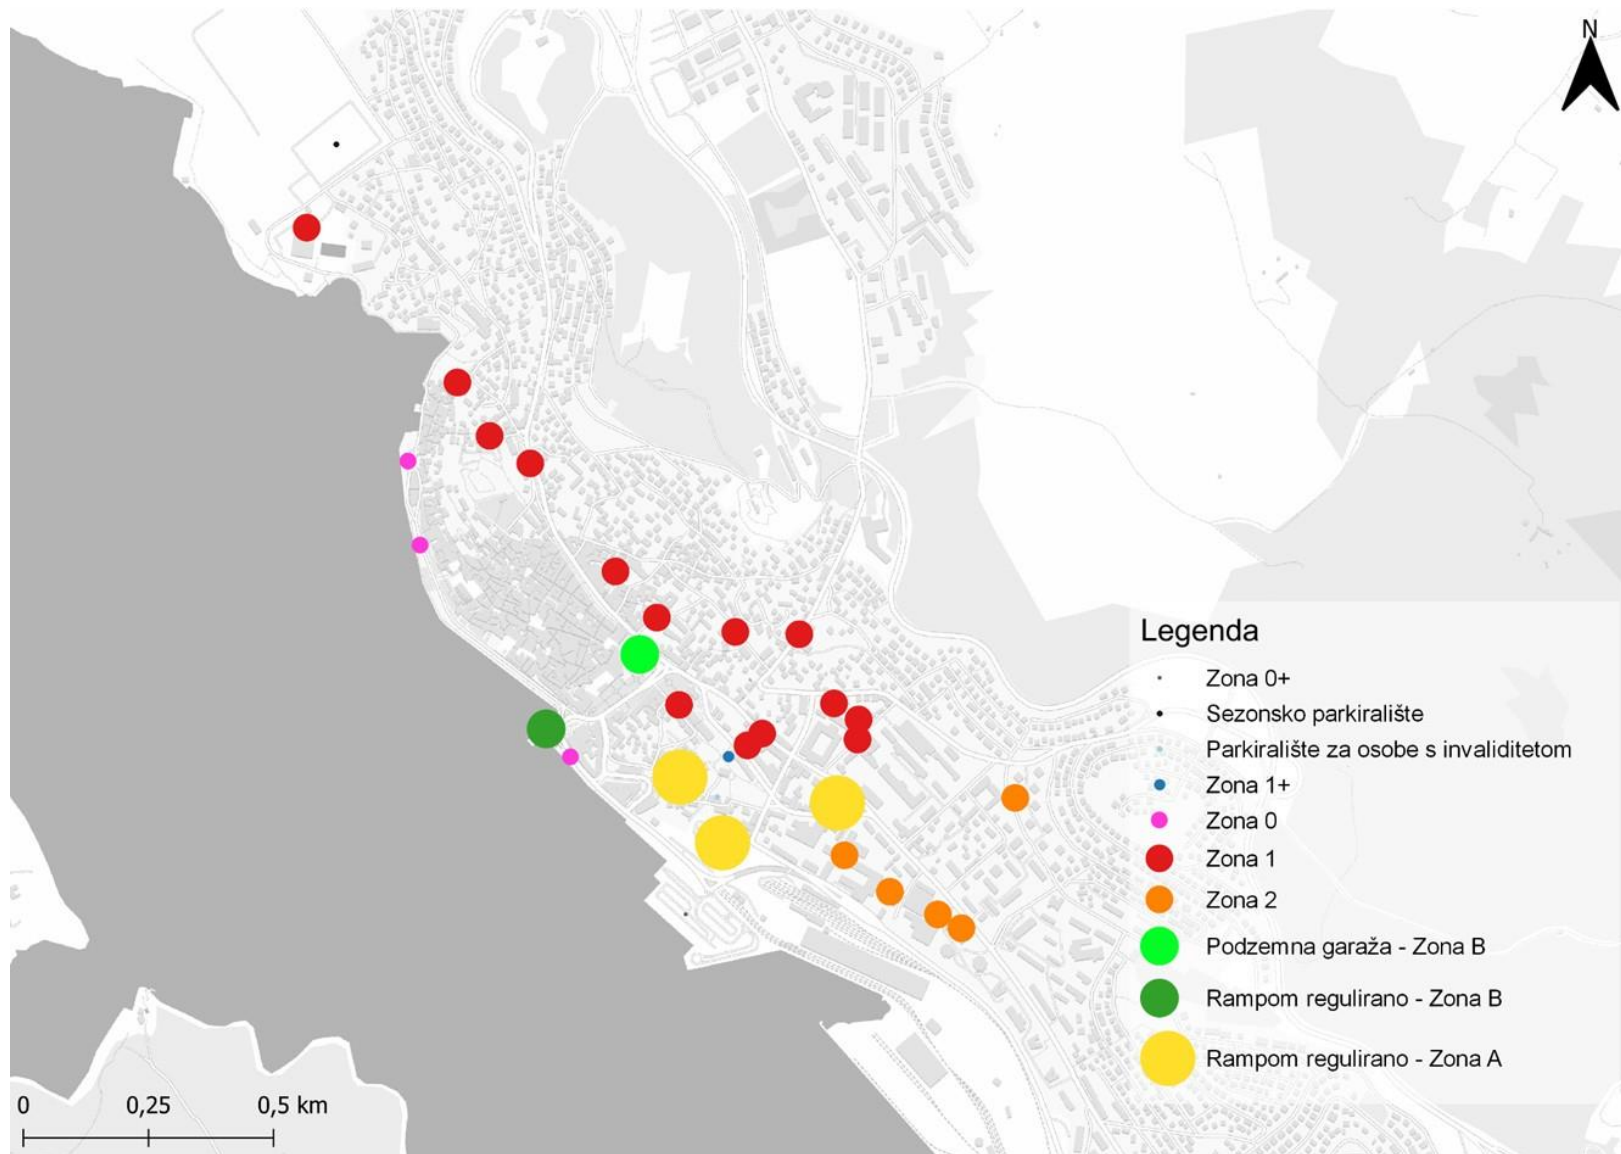 N
Legenda
Zona 0+
Sezonsko parkiralište
Parkiralište za osobe s invaliditetom
Zona 1+
Zona 0
Zona 1
Zona 2
Podzemna garaža - Zona B
Rampom regulirano - Zona B
Rampom regulirano - Zona A
0 0,25 0,5 km